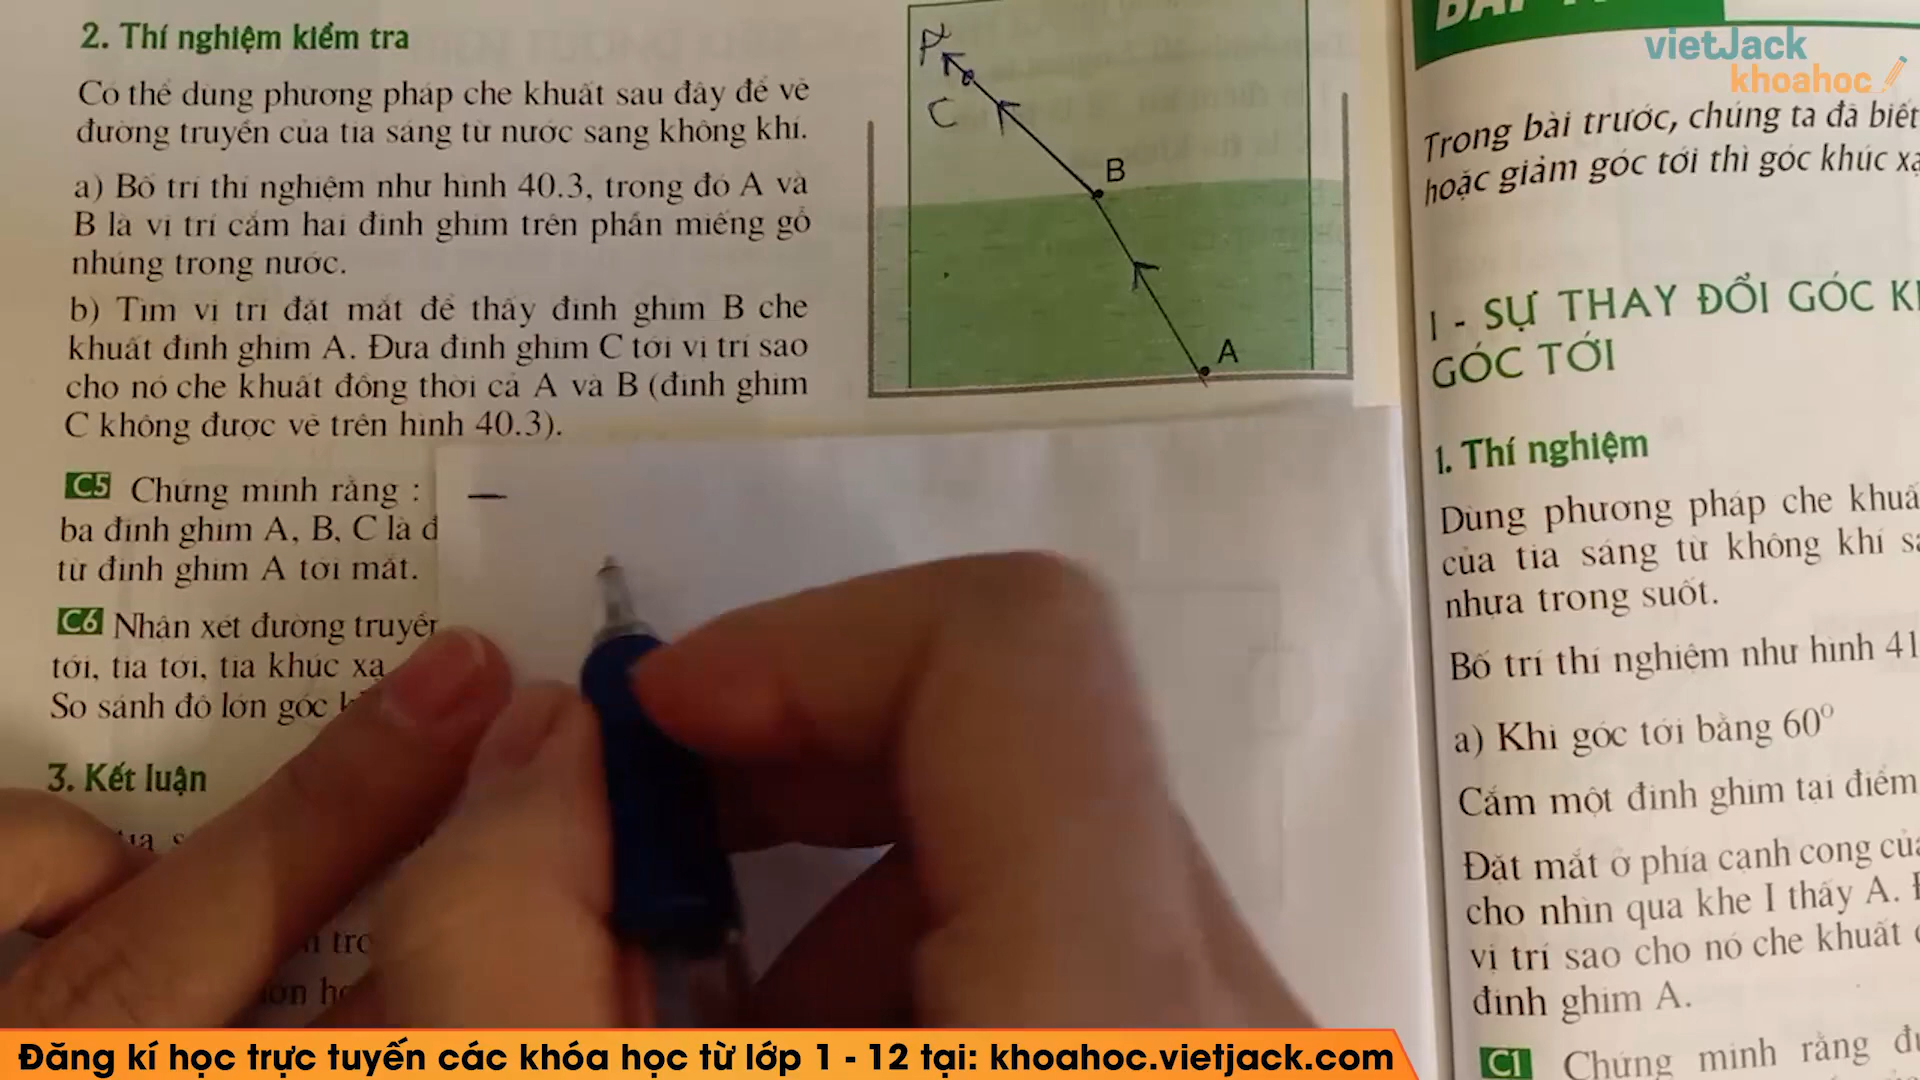 2. Thí nghiệm kiểm tra
Có thể dùng phương pháp che khuất sau đây để vẽ
đường truyền của tia sáng từ nước sang không khí.
a) Bố trí thí nghiệm như hình 40.3, trong đó A và
B là vị trí cắm hai đinh ghim trên phần miếng gỗ
nhúng trong nước.
b) Tìm vị trí đặt mắt để thấy đinh ghim B che
khuất đinh ghim A. Đưa đinh ghim C tới vị trí sao
cho nó che khuất đồng thời cả A và B (đinh ghim
C không được vẽ trên hình 40.3).
C5 Chứng minh rằng :
ba đinh ghim A, B, C là
từ đinh ghim A tới mắt.
C6 Nhận xét đường
tới, tia tới, tia khúc xạ
So sánh độ lớn góc
3. Kết luận
C
B
A
vietJack
khoahoc
Trong bài trước, chúng ta đã biết
hoặc giảm góc tới thì góc khúc
I - SỰ THAY ĐỔI GÓC
GÓC TỚI
1. Thí nghiệm
Dùng phương pháp che
của tia sáng từ không khí
nhựa trong suốt.
Bố trí thí nghiệm như hình 41
a) Khi góc tới bằng 60°
Cắm một đinh ghim tại điểm
Đặt mắt ở phía cạnh cong
cho nhìn qua khe I thấy A.
vị trí sao cho nó che khuất
đinh ghim A.
C1 Chứng minh rằng
Đăng kí học trực tuyến các khóa học từ lớp 1 - 12 tại: khoahoc.vietjack.com